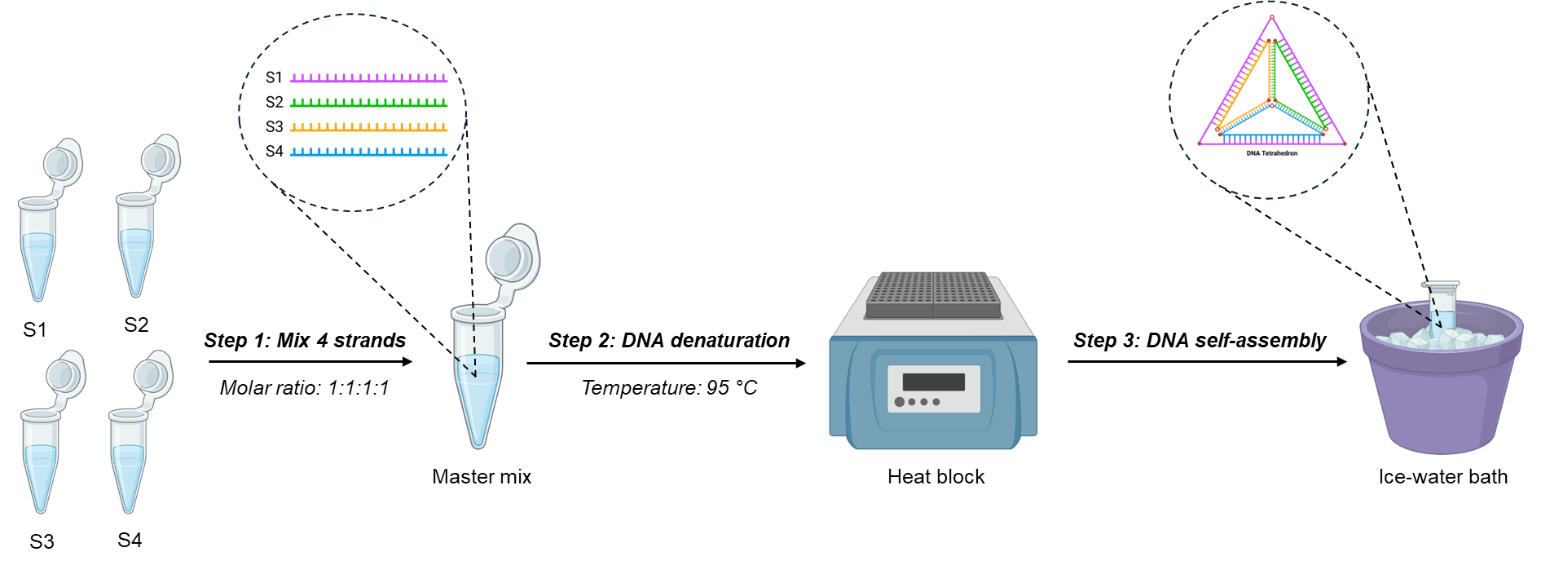 S1
S2
S3
S4
DNA Tetrahedron
S1
S2
Step 1: Mix 4 strands
Molar ratio: 1:1:1:1
Step 2: DNA denaturation
Temperature: 95 °C
Step 3: DNA self-assembly
Master mix
Heat block
Ice-water bath
S3
S4